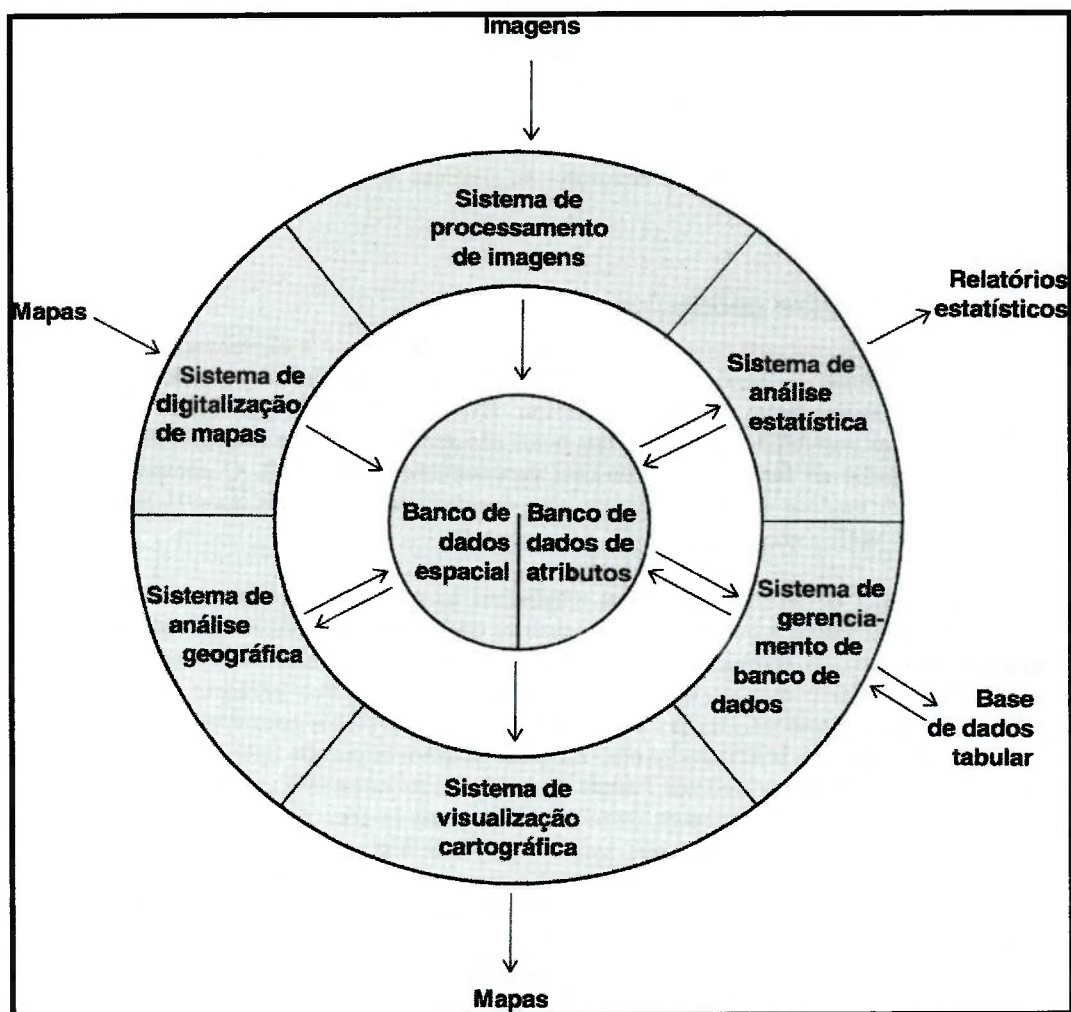 Imagens
Sistema de
processamento
de imagens
Mapas
Relatórios
estatísticos
Sistema de
digitalização
de mapas
Sistema de
análise
estatística
Banco de
dados
espacial
Banco de
dados de
atributos
Sistema de
análise
geográfica
Sistema de
gerencia-
mento de
banco de
dados
Base
de dados
tabular
Sistema de
visualização
cartográfica
Mapas